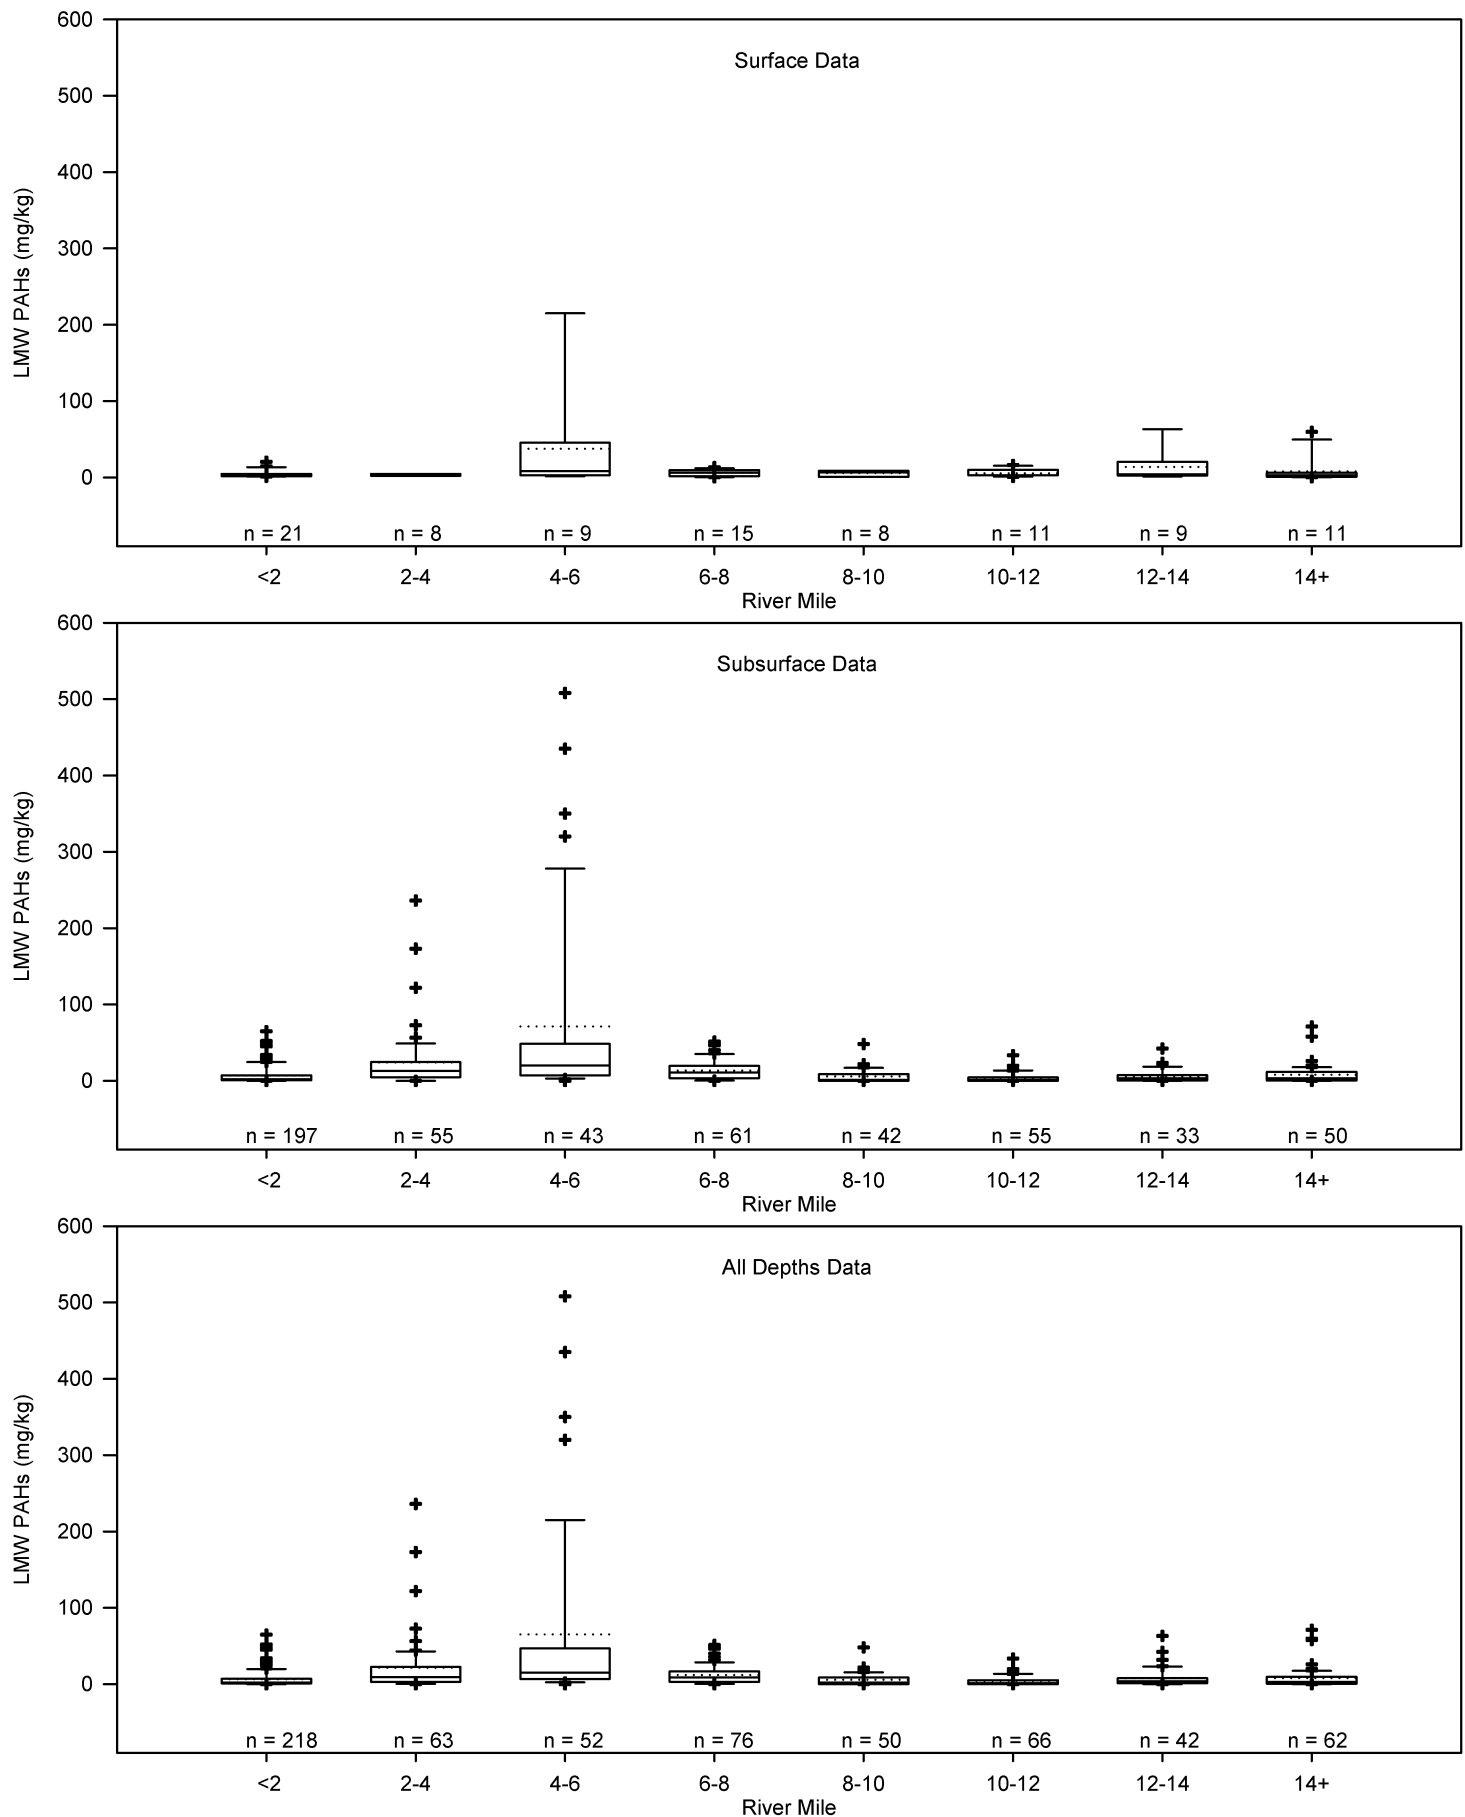 600
Surface Data
500
400
300
200
100
0
LMW PAHs (mg/kg)
n = 21 n = 8 n = 9 n = 15 n = 8 n = 11 n = 9 n = 11
<2 2-4 4-6 6-8 8-10 10-12 12-14 14+
River Mile
600
Subsurface Data
500
400
300
200
100
0
LMW PAHs (mg/kg)
n = 197 n = 55 n = 43 n = 61 n = 42 n = 55 n = 33 n = 50
<2 2-4 4-6 6-8 8-10 10-12 12-14 14+
River Mile
600
All Depths Data
500
400
300
200
100
0
LMW PAHs (mg/kg)
n = 218 n = 63 n = 52 n = 76 n = 50 n = 66 n = 42 n = 62
<2 2-4 4-6 6-8 8-10 10-12 12-14 14+
River Mile